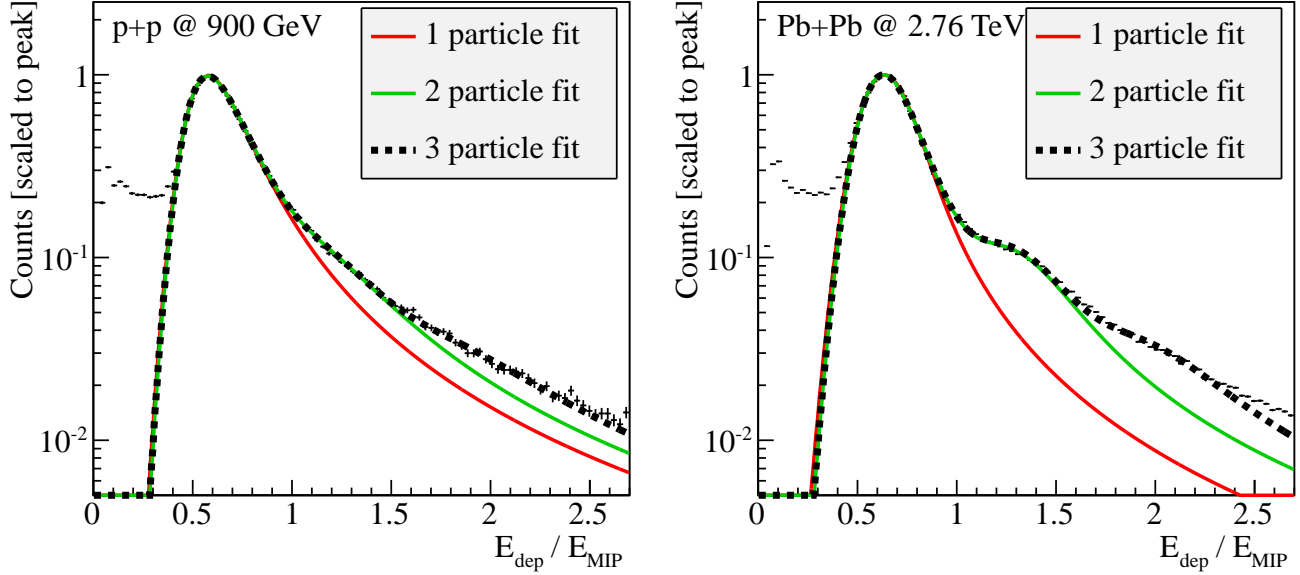 p+p @ 900 GeV
1 particle fit
2 particle fit
3 particle fit
Counts [scaled to peak]
1
10⁻¹
10⁻²
0 0.5 1 1.5 2 2.5
E_dep / E_MIP
Pb+Pb @ 2.76 TeV
1 particle fit
2 particle fit
3 particle fit
Counts [scaled to peak]
1
10⁻¹
10⁻²
0 0.5 1 1.5 2 2.5
E_dep / E_MIP